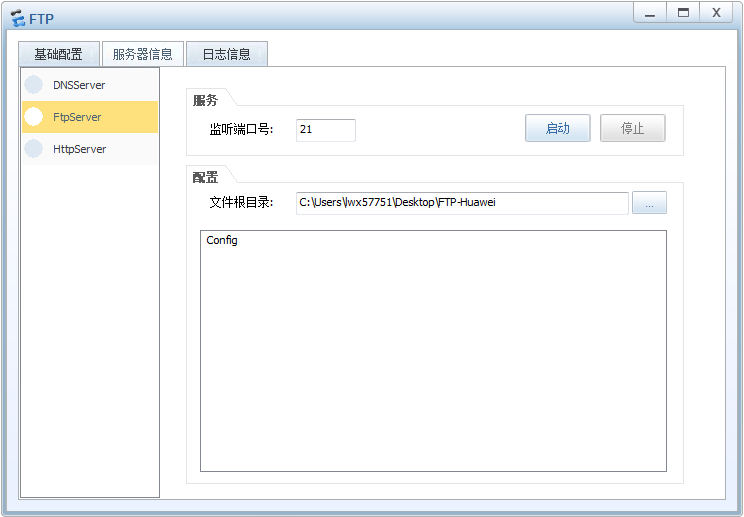 FTP
基础配置 服务器信息 日志信息
DNSServer
FtpServer
HttpServer
服务
监听端口号: 21 启动 停止
配置
文件根目录: C:\Users\lwx57751\Desktop\FTP-Huawei ...
Config